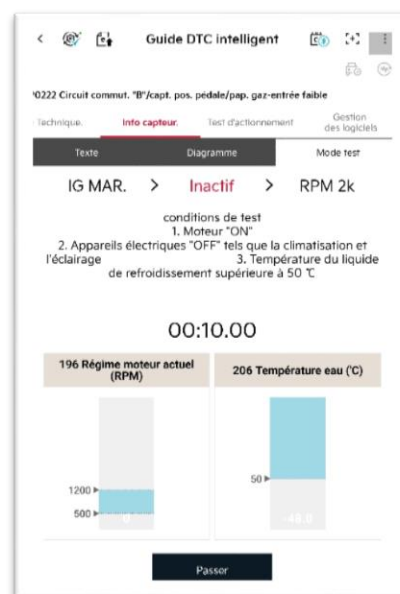 Guide DTC intelligent
'0222 Circuit commut. "B"/capt. pos. pédale/pap. gaz-entrée faible
Technique.
Info capteur.
Test d'actionnement
Gestion
des logiciels
Texte
Diagramme
Mode test
IG MAR. > Inactif > RPM 2k
conditions de test
1. Moteur "ON"
2. Appareils électriques "OFF" tels que la climatisation et
l'éclairage 3. Température du liquide
de refroidissement supérieure à 50 ℃
00:10.00
196 Régime moteur actuel
(RPM)
206 Température eau (℃)
1200
500
0
50
-48.0
Passer